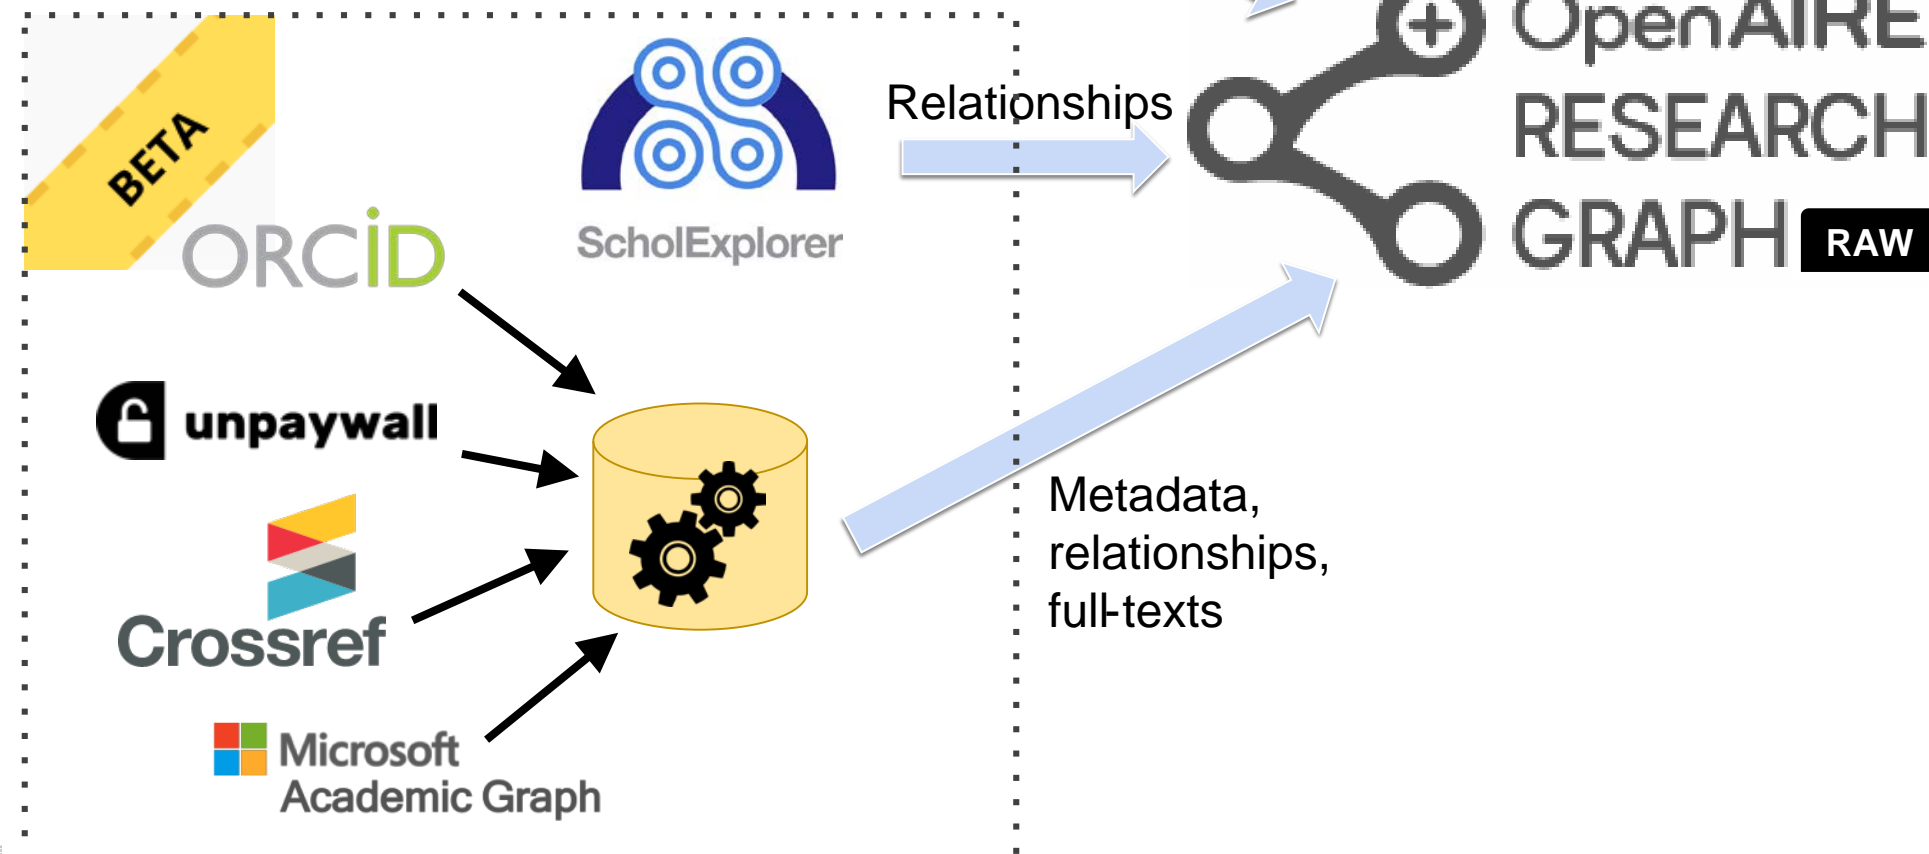 OpenAIRE
RESEARCH
GRAPH RAW
Relationships
BETA
ORCID
ScholExplorer
unpaywall
Crossref
Metadata,
relationships,
full-texts
Microsoft
Academic Graph